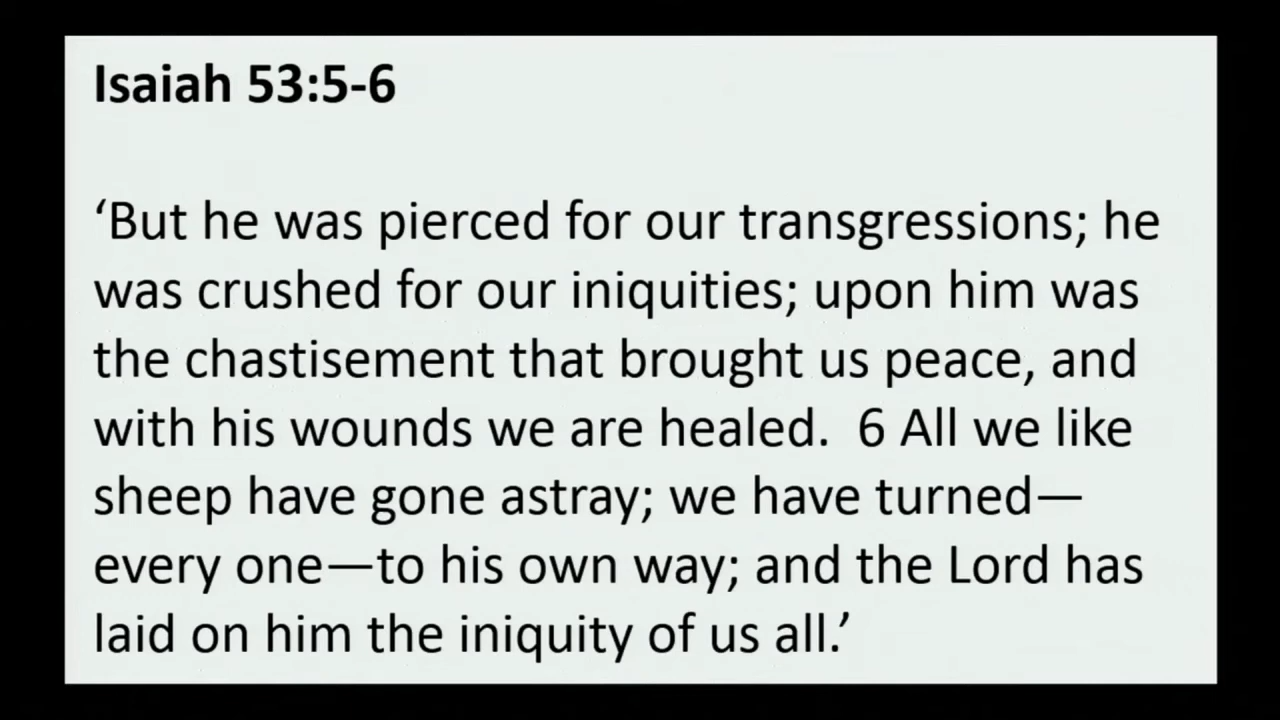 Isaiah 53:5-6
‘But he was pierced for our transgressions; he
was crushed for our iniquities; upon him was
the chastisement that brought us peace, and
with his wounds we are healed.  6 All we like
sheep have gone astray; we have turned—
every one—to his own way; and the Lord has
laid on him the iniquity of us all.’